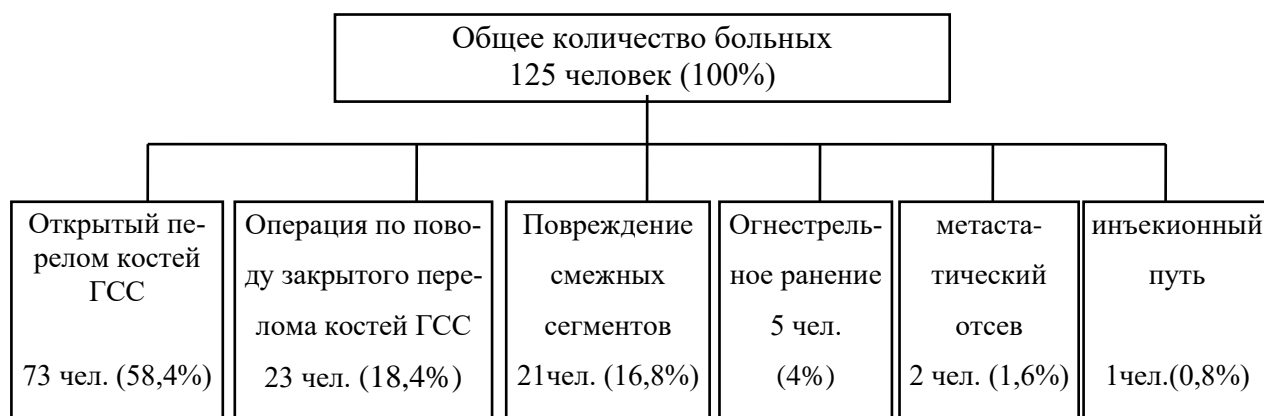 Общее количество больных
125 человек (100%)
Открытый пе-
релом костей
ГСС
73 чел. (58,4%)
Операция по пово-
ду закрытого пере-
лома костей ГСС
23 чел. (18,4%)
Повреждение
смежных
сегментов
21чел. (16,8%)
Огнестрель-
ное ранение
5 чел.
(4%)
метаста-
тический
отсев
2 чел. (1,6%)
инъекионный
путь
1чел.(0,8%)